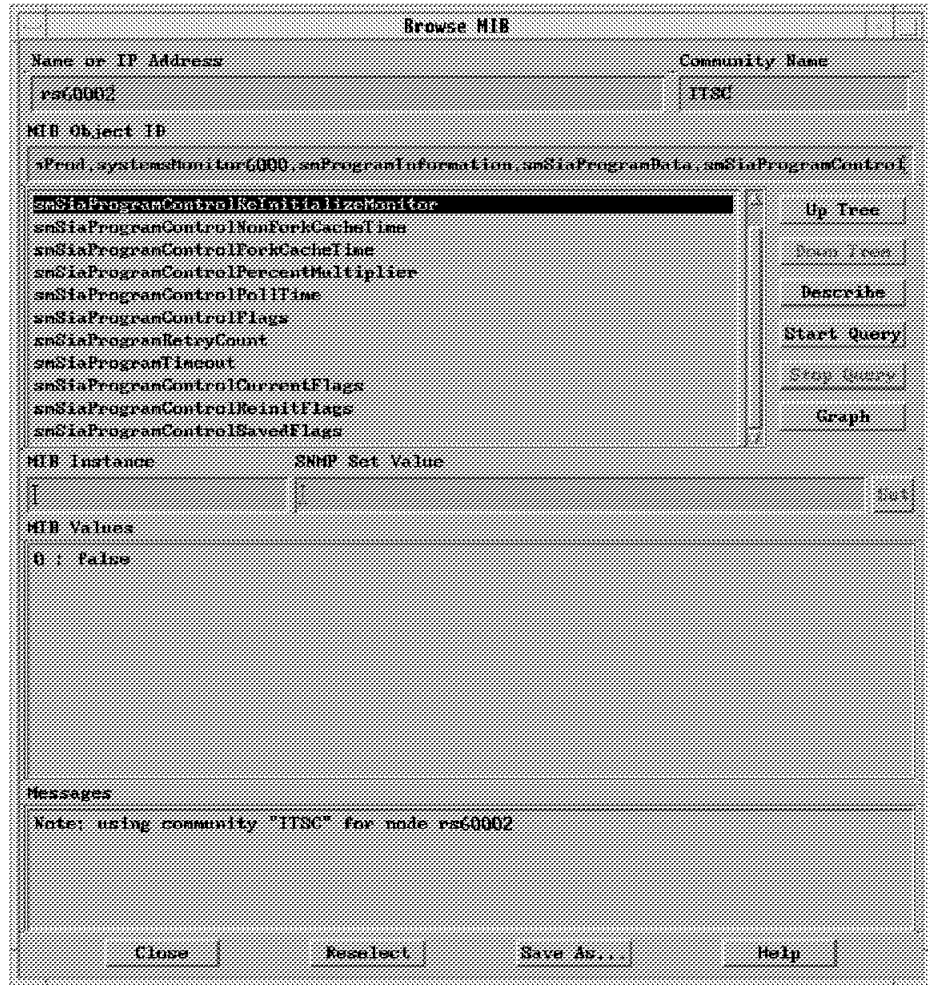 Browse MIB
Name or IP Address
Community Name
rs60002
ITSC
MIB Object ID
mProd.systemsMonitor6000.smProgramInformation.smSiaProgramData.smSiaProgramControl
smSiaProgramControlReInitializeMonitor
smSiaProgramControlNonForkCacheTime
smSiaProgramControlForkCacheTime
smSiaProgramControlPercentMultiplier
smSiaProgramControlPollTime
smSiaProgramControlFlags
smSiaProgramRetryCount
smSiaProgramTimeout
smSiaProgramControlCurrentFlags
smSiaProgramControlReinitflags
smSiaProgramControlSavedFlags
Up Tree
Down Tree
Describe
Start Query
Stop Query
Graph
MIB Instance
SNMP Set Value
Set
MIB Values
0 : false
Messages
Note: using community "ITSC" for node rs60002
Close
Reselect
Save As...
Help